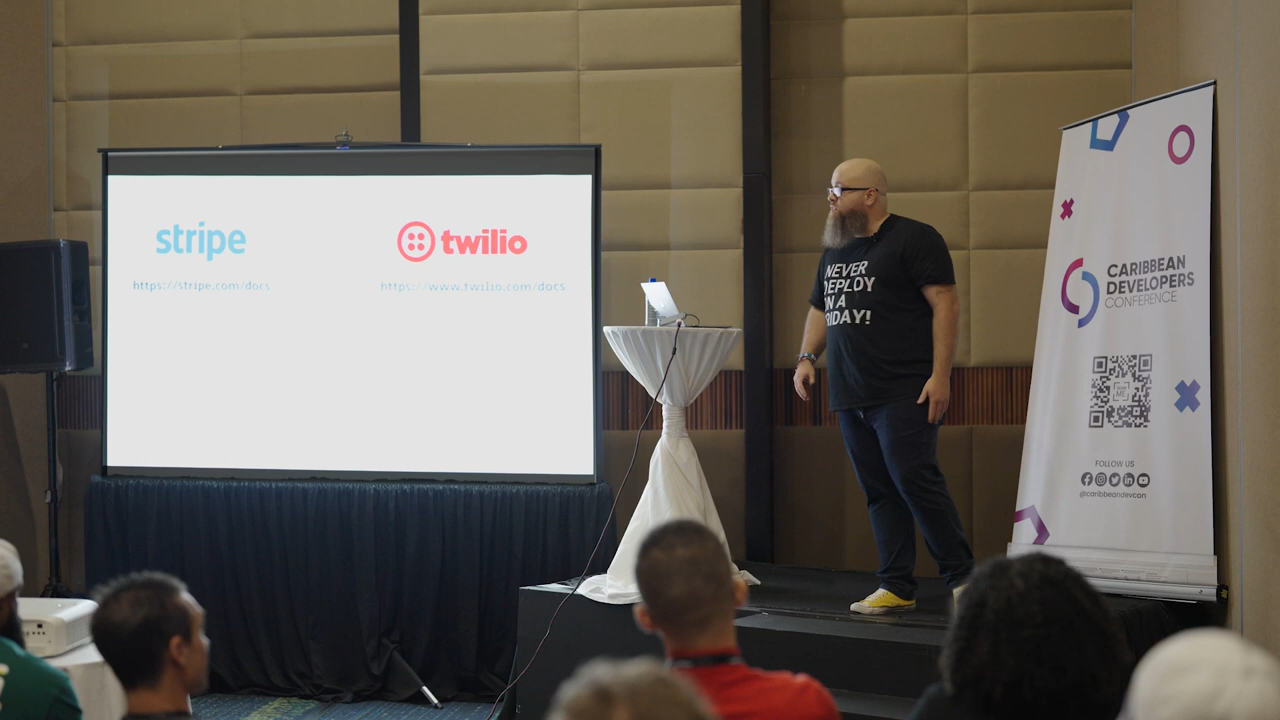 stripe
https://stripe.com/docs
twilio
https://www.twilio.com/docs
NEVER
DEPLOY
ON A
FRIDAY!
CARIBBEAN
DEVELOPERS
CONFERENCE
FOLLOW US
@caribbeandevcon